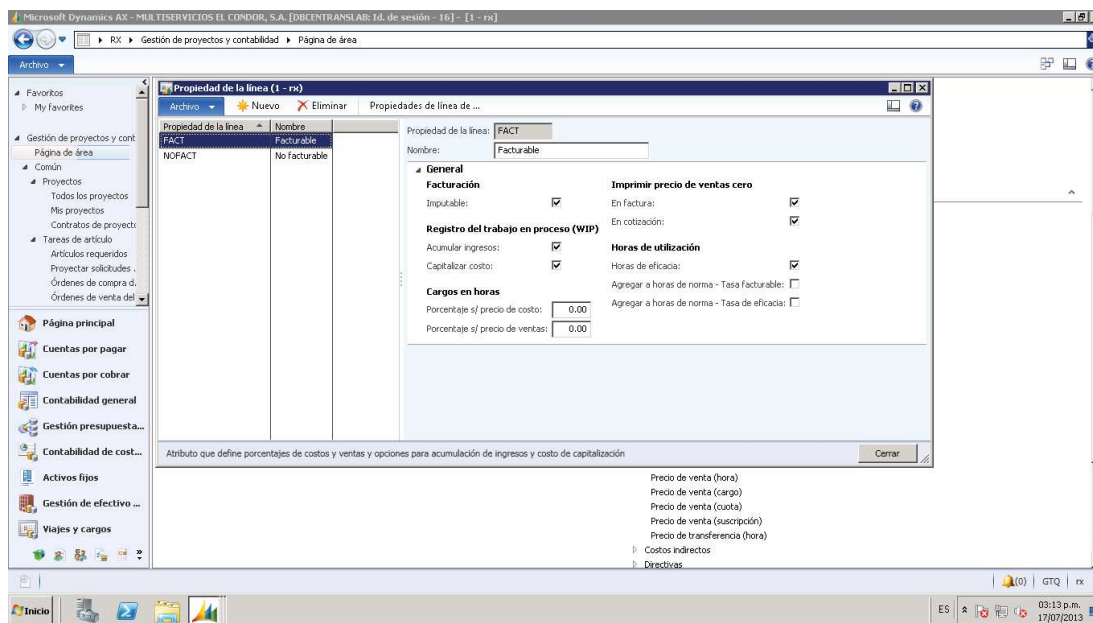 Microsoft Dynamics AX - MULTISERVICIOS EL CONDOR, S.A. [DBCENTRANSLAB: Id. de sesión - 16] - [1 - rx]
RX Gestión de proyectos y contabilidad Página de área
Archivo
Favoritos
My favorites
Gestión de proyectos y cont
Página de área
Común
Proyectos
Todos los proyectos
Mis proyectos
Contratos de proyect
Tareas de artículo
Artículos requeridos
Proyectar solicitudes .
Órdenes de compra d.
Órdenes de venta del
Página principal
Cuentas por pagar
Cuentas por cobrar
Contabilidad general
Gestión presupuesta...
Contabilidad de cost...
Activos fijos
Gestión de efectivo ...
Viajes y cargos
Propiedad de la línea (1 - rx)
Archivo Nuevo Eliminar Propiedades de línea de ...
Propiedad de la línea Nombre
FACT Facturable
NOFACT No facturable
Propiedad de la línea: FACT
Nombre: Facturable
General
Facturación
Imputable:
Registro del trabajo en proceso (WIP)
Acumular ingresos:
Capitalizar costo:
Cargos en horas
Porcentaje s/ precio de costo: 0.00
Porcentaje s/ precio de ventas: 0.00
Imprimir precio de ventas cero
En factura:
En cotización:
Horas de utilización
Horas de eficacia:
Agregar a horas de norma - Tasa facturable:
Agregar a horas de norma - Tasa de eficacia:
Atributo que define porcentajes de costos y ventas y opciones para acumulación de ingresos y costo de capitalización
Cerrar
Precio de venta (hora)
Precio de venta (cargo)
Precio de venta (cuota)
Precio de venta (suscripción)
Precio de transferencia (hora)
Costos indirectos
Directivas
(0) GTQ rx
Inicio
ES
03:13 p.m.
17/07/2013